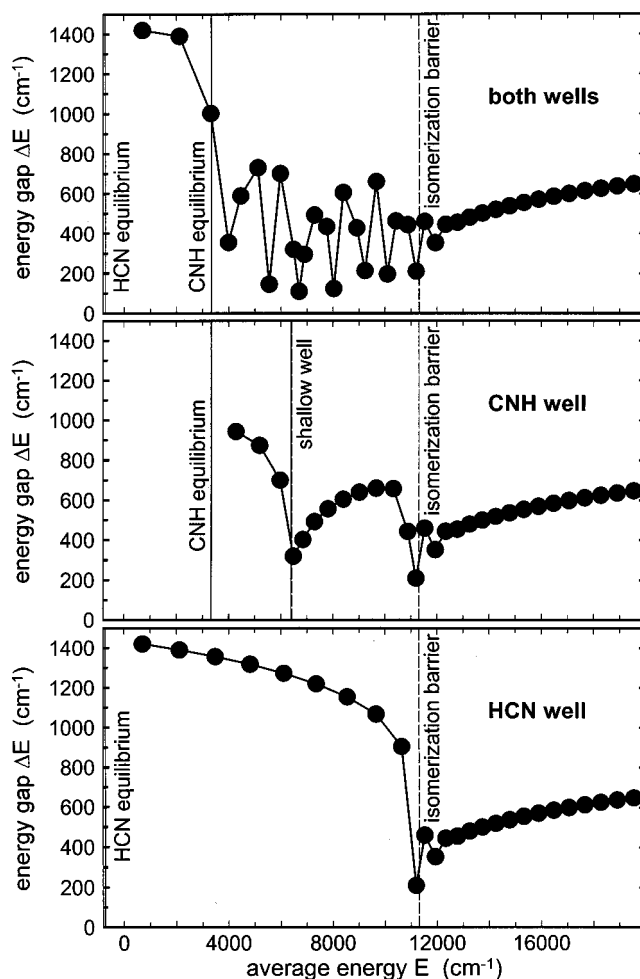 1400
1200
1000
800
600
400
200
0
energy gap ΔE (cm⁻¹)
HCN equilibrium
CNH equilibrium
isomerization barrier
both wells
1400
1200
1000
800
600
400
200
0
energy gap ΔE (cm⁻¹)
CNH equilibrium
shallow well
isomerization barrier
CNH well
1400
1200
1000
800
600
400
200
0
energy gap ΔE (cm⁻¹)
HCN equilibrium
isomerization barrier
HCN well
0 4000 8000 12000 16000
average energy E (cm⁻¹)